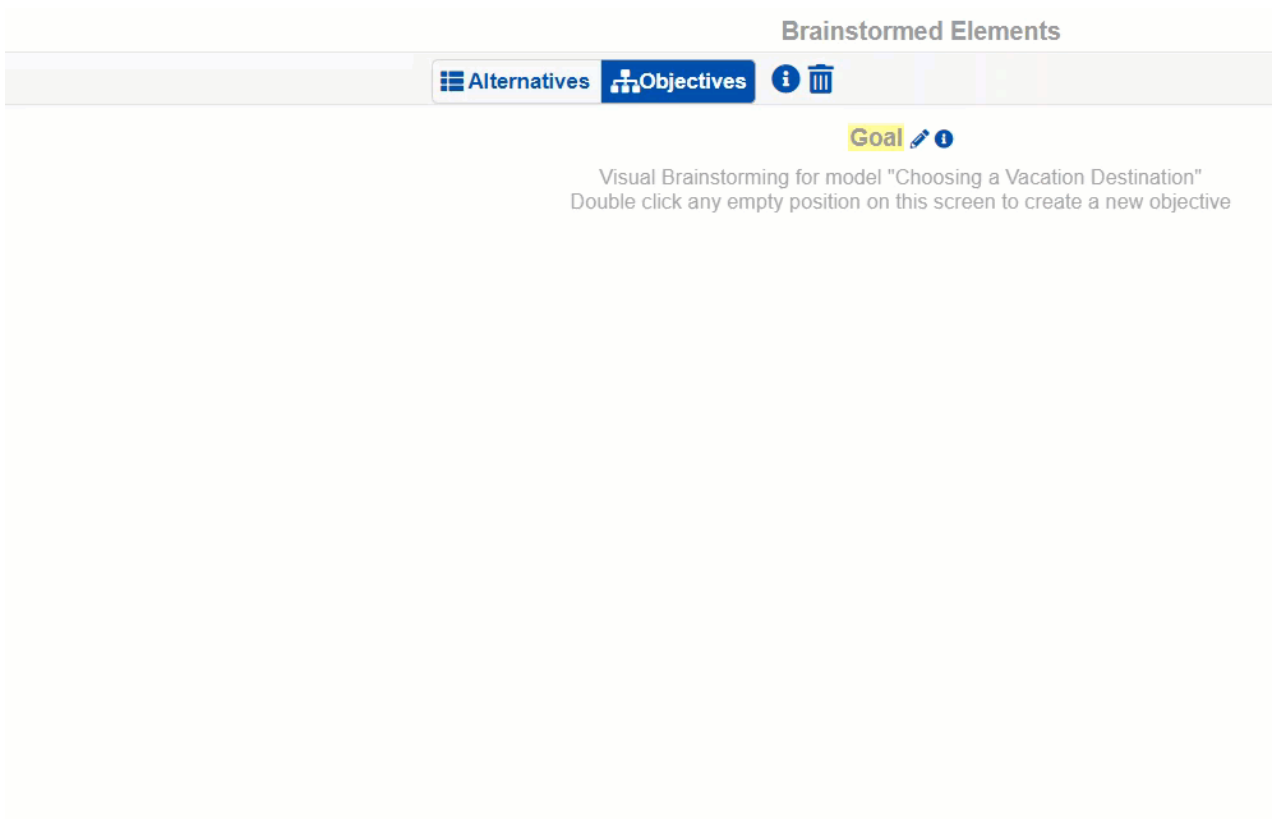 Brainstormed Elements
Alternatives Objectives
Goal
Visual Brainstorming for model "Choosing a Vacation Destination"
Double click any empty position on this screen to create a new objective